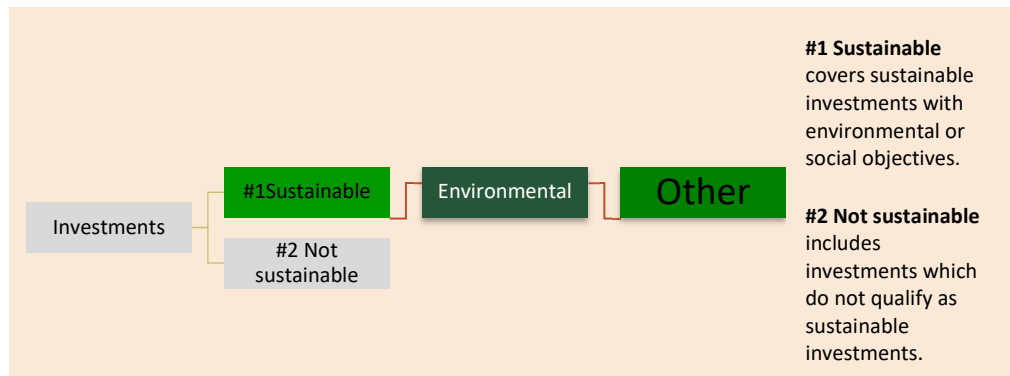 Investments
#1Sustainable
#2 Not
sustainable
Environmental
Other
#1 Sustainable
covers sustainable
investments with
environmental or
social objectives.
#2 Not sustainable
includes
investments which
do not qualify as
sustainable
investments.